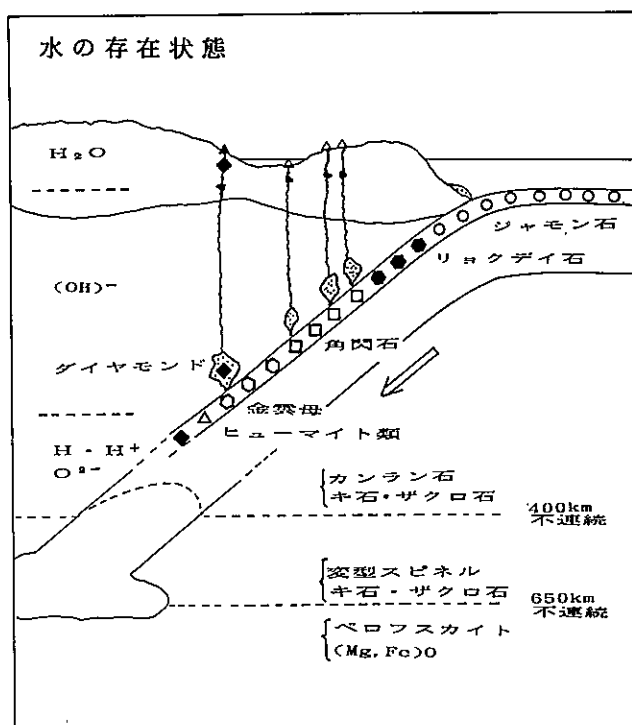 水の存在状態
H₂O
ジャモン石
リョクデイ石
(OH)⁻
角閃石
ダイヤモンド
金雲母
ヒューマイト類
H・H⁺
O²⁻
カンラン石
キ石・ザクロ石
400km
不連続
変型スピネル
キ石・ザクロ石
650km
不連続
ペロフスカイト
(Mg,Fe)O